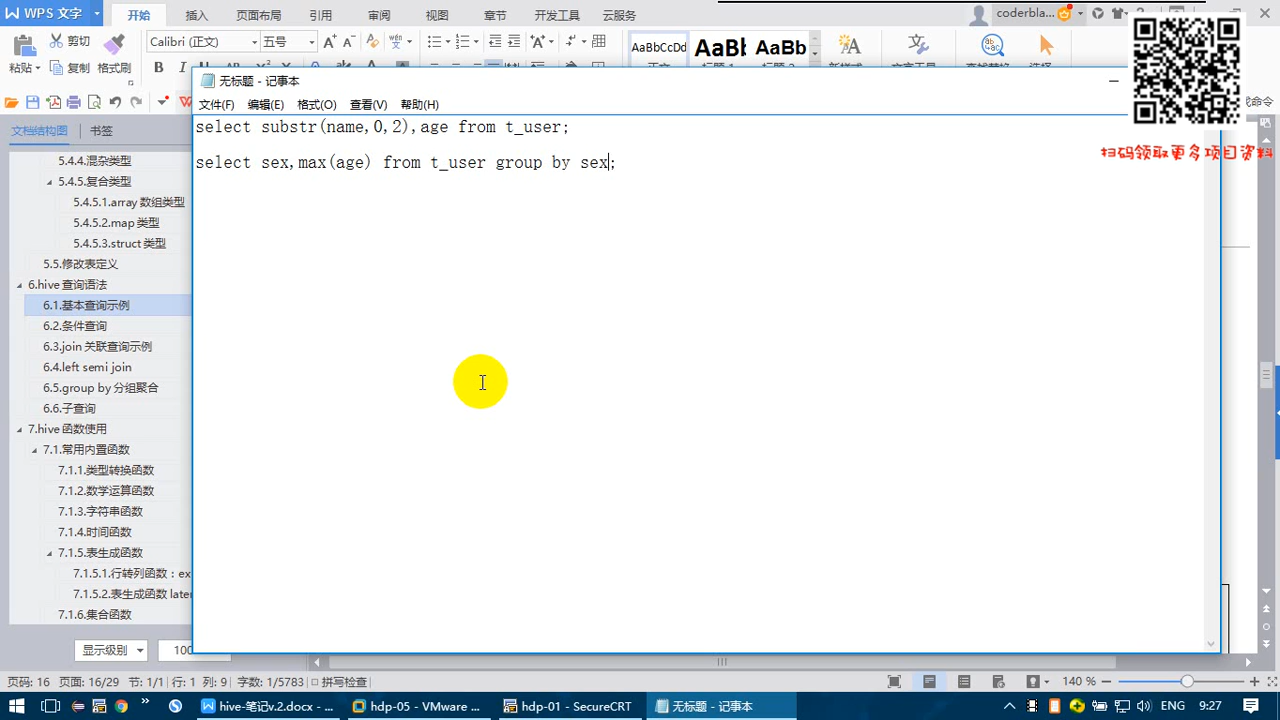 WPS 文字
开始
插入
页面布局
引用
审阅
视图
章节
开发工具
云服务
coderbla...
剪切
粘贴
复制
格式刷
Calibri (正文)
五号
AaBbCcDd
AaBb
AaBb
扫码领取更多项目资料
文档结构图
书签
5.4.4.混杂类型
5.4.5.复合类型
5.4.5.1.array 数组类型
5.4.5.2.map 类型
5.4.5.3.struct 类型
5.5.修改表定义
6.hive 查询语法
6.1.基本查询示例
6.2.条件查询
6.3.join 关联查询示例
6.4.left semi join
6.5.group by 分组聚合
6.6.子查询
7.hive 函数使用
7.1.常用内置函数
7.1.1.类型转换函数
7.1.2.数学运算函数
7.1.3.字符串函数
7.1.4.时间函数
7.1.5.表生成函数
7.1.5.1.行转列函数：ex
7.1.5.2.表生成函数 later
7.1.6.集合函数
显示级别
100
无标题 - 记事本
文件(F)
编辑(E)
格式(O)
查看(V)
帮助(H)
select substr(name,0,2),age from t_user;
select sex,max(age) from t_user group by sex;
页码: 16
页面: 16/29
节: 1/1
行: 1
列: 9
字数: 1/5783
拼写检查
140 %
hive-笔记v.2.docx - ...
hdp-05 - VMware ...
hdp-01 - SecureCRT
无标题 - 记事本
9:27